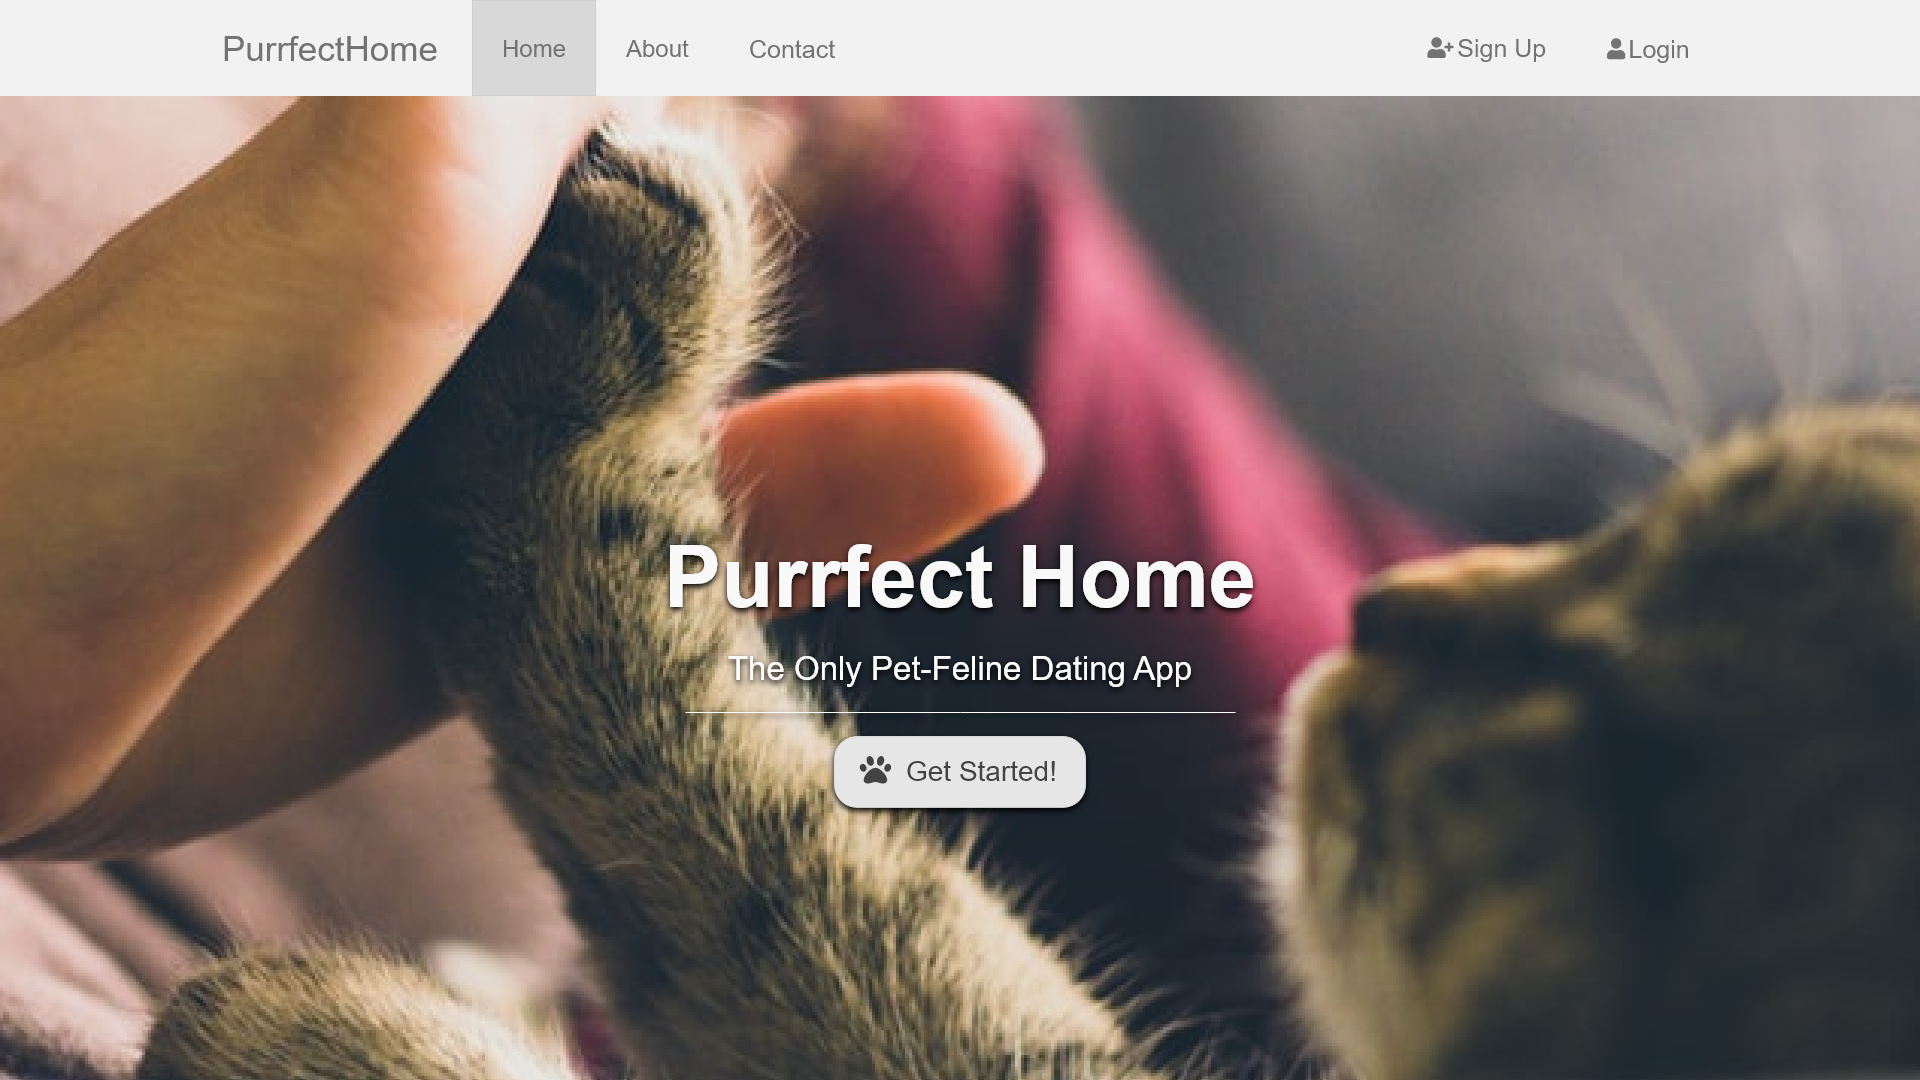 PurrfectHome Home About Contact Sign Up Login
Purrfect Home
The Only Pet-Feline Dating App
Get Started!